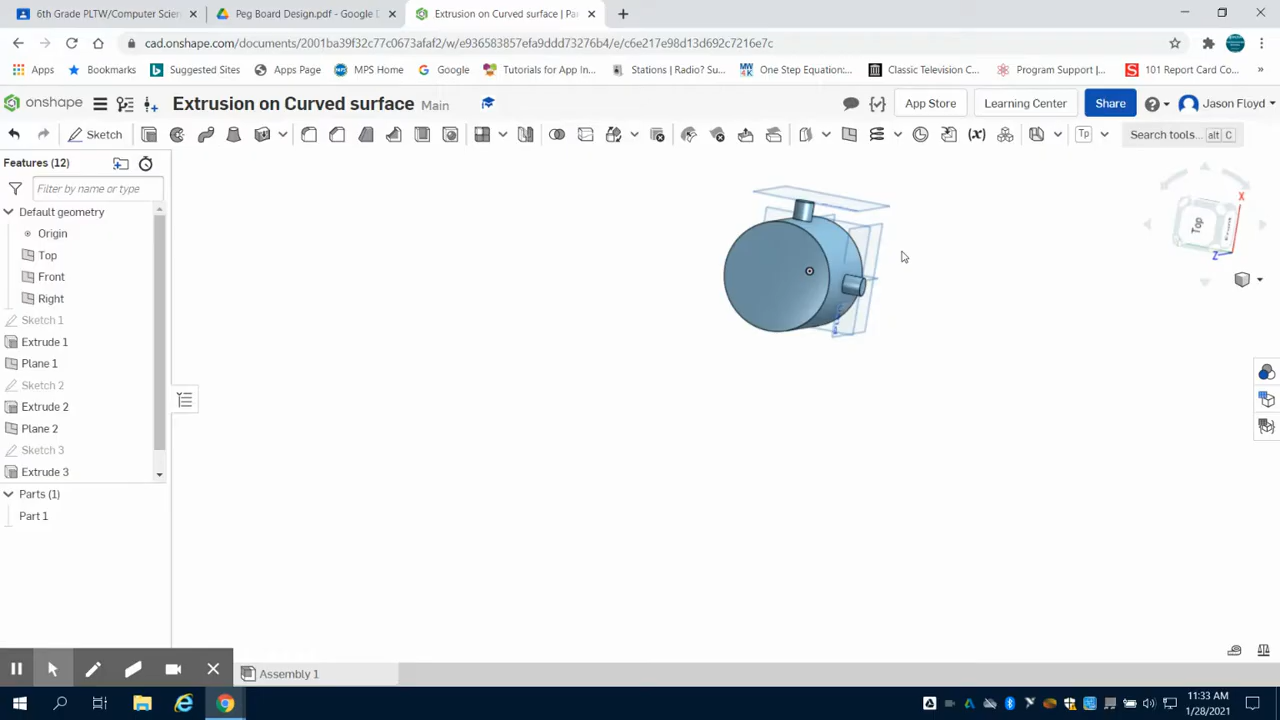 6th Grade PLTW/Computer Scien
Peg Board Design.pdf - Google D
Extrusion on Curved surface | Par
cad.onshape.com/documents/2001ba39f32c77c0673afaf2/w/e936583857efa9ddd73276b4/e/c6e217e98d13d692c7216e7c
Apps
Bookmarks
Suggested Sites
Apps Page
MPS Home
Google
Tutorials for App In...
Stations | Radio? Su...
One Step Equation:...
Classic Television C...
Program Support |...
101 Report Card Co...
»
onshape
Extrusion on Curved surface Main
App Store
Learning Center
Share
Jason Floyd
Sketch
(x)
Tp
Search tools... alt C
Features (12)
Filter by name or type
Default geometry
Origin
Top
Front
Right
Sketch 1
Extrude 1
Plane 1
Sketch 2
Extrude 2
Plane 2
Sketch 3
Extrude 3
Parts (1)
Part 1
X
Top
Z
Assembly 1
11:33 AM
1/28/2021